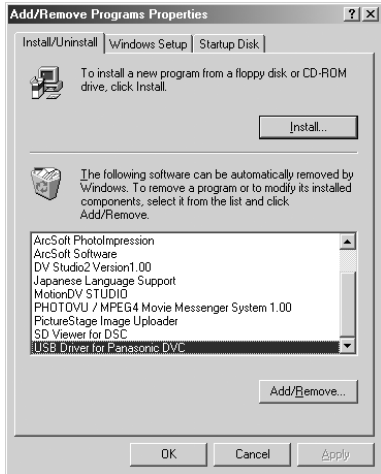 Add/Remove Programs Properties
Install/Uninstall Windows Setup Startup Disk
To install a new program from a floppy disk or CD-ROM
drive, click Install.
Install...
The following software can be automatically removed by
Windows. To remove a program or to modify its installed
components, select it from the list and click
Add/Remove.
ArcSoft PhotoImpression
ArcSoft Software
DV Studio2 Version1.00
Japanese Language Support
MotionDV STUDIO
PHOTOVU / MPEG4 Movie Messenger System 1.00
PictureStage Image Uploader
SD Viewer for DSC
USB Driver for Panasonic DVC
Add/Remove...
OK Cancel Apply